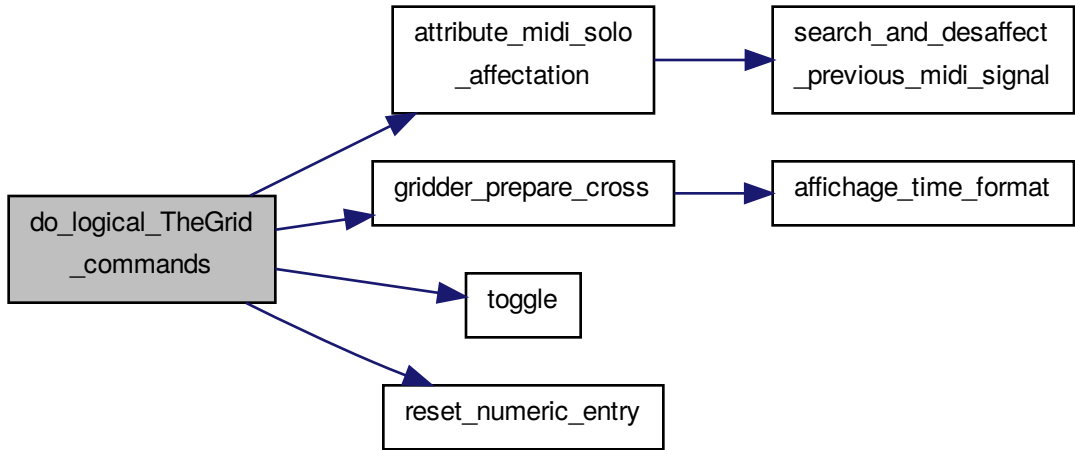 attribute_midi_solo
_affectation
search_and_desaffect
_previous_midi_signal
do_logical_TheGrid
_commands
gridder_prepare_cross
affichage_time_format
toggle
reset_numeric_entry